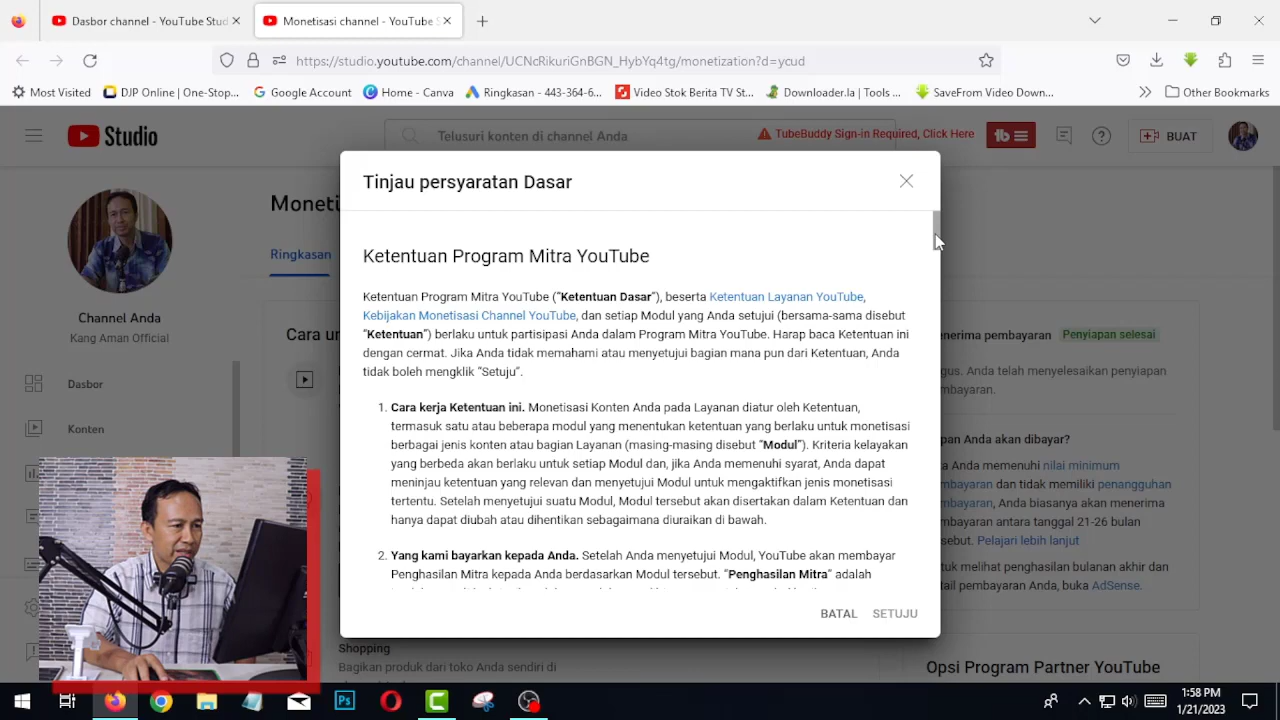 Dasbor channel - YouTube Stud
Monetisasi channel - YouTube S
https://studio.youtube.com/channel/UCNcRikuriGnBGN_HybYq4tg/monetization?d=ycud
Most Visited
DJP Online | One-Stop...
Google Account
Home - Canva
Ringkasan - 443-364-6...
Video Stok Berita TV St...
Downloader.la | Tools ...
SaveFrom Video Down...
Other Bookmarks
Studio
Telusuri konten di channel Anda
TubeBuddy Sign-in Required, Click Here
tb
BUAT
Channel Anda
Kang Aman Official
Dasbor
Konten
Moneti
Ringkasan
Cara ur
Tinjau persyaratan Dasar
Ketentuan Program Mitra YouTube
Ketentuan Program Mitra YouTube (“Ketentuan Dasar”), beserta Ketentuan Layanan YouTube,
Kebijakan Monetisasi Channel YouTube, dan setiap Modul yang Anda setujui (bersama-sama disebut
“Ketentuan”) berlaku untuk partisipasi Anda dalam Program Mitra YouTube. Harap baca Ketentuan ini
dengan cermat. Jika Anda tidak memahami atau menyetujui bagian mana pun dari Ketentuan, Anda
tidak boleh mengklik “Setuju”.
1. Cara kerja Ketentuan ini. Monetisasi Konten Anda pada Layanan diatur oleh Ketentuan,
termasuk satu atau beberapa modul yang menentukan ketentuan yang berlaku untuk monetisasi
berbagai jenis konten atau bagian Layanan (masing-masing disebut “Modul”). Kriteria kelayakan
yang berbeda akan berlaku untuk setiap Modul dan, jika Anda memenuhi syarat, Anda dapat
meninjau ketentuan yang relevan dan menyetujui Modul untuk mengaktifkan jenis monetisasi
tertentu. Setelah menyetujui suatu Modul, Modul tersebut akan disertakan dalam Ketentuan dan
hanya dapat diubah atau dihentikan sebagaimana diuraikan di bawah.
2. Yang kami bayarkan kepada Anda. Setelah Anda menyetujui Modul, YouTube akan membayar
Penghasilan Mitra kepada Anda berdasarkan Modul tersebut. “Penghasilan Mitra” adalah
BATAL
SETUJU
nerima pembayaran
Penyiapan selesai
gus. Anda telah menyelesaikan penyiapan
mbayaran.
pan Anda akan dibayar?
a Anda memenuhi nilai minimum
mbayaran dan tidak memiliki penangguhan
mbayaran, Anda biasanya akan menerima
mbayaran antara tanggal 21-26 bulan
sebut. Pelajari lebih lanjut
tuk melihat penghasilan bulanan akhir dan
tail pembayaran Anda, buka AdSense.
Shopping
Bagikan produk dari toko Anda sendiri di
Opsi Program Partner YouTube
Ps
1:58 PM
1/21/2023